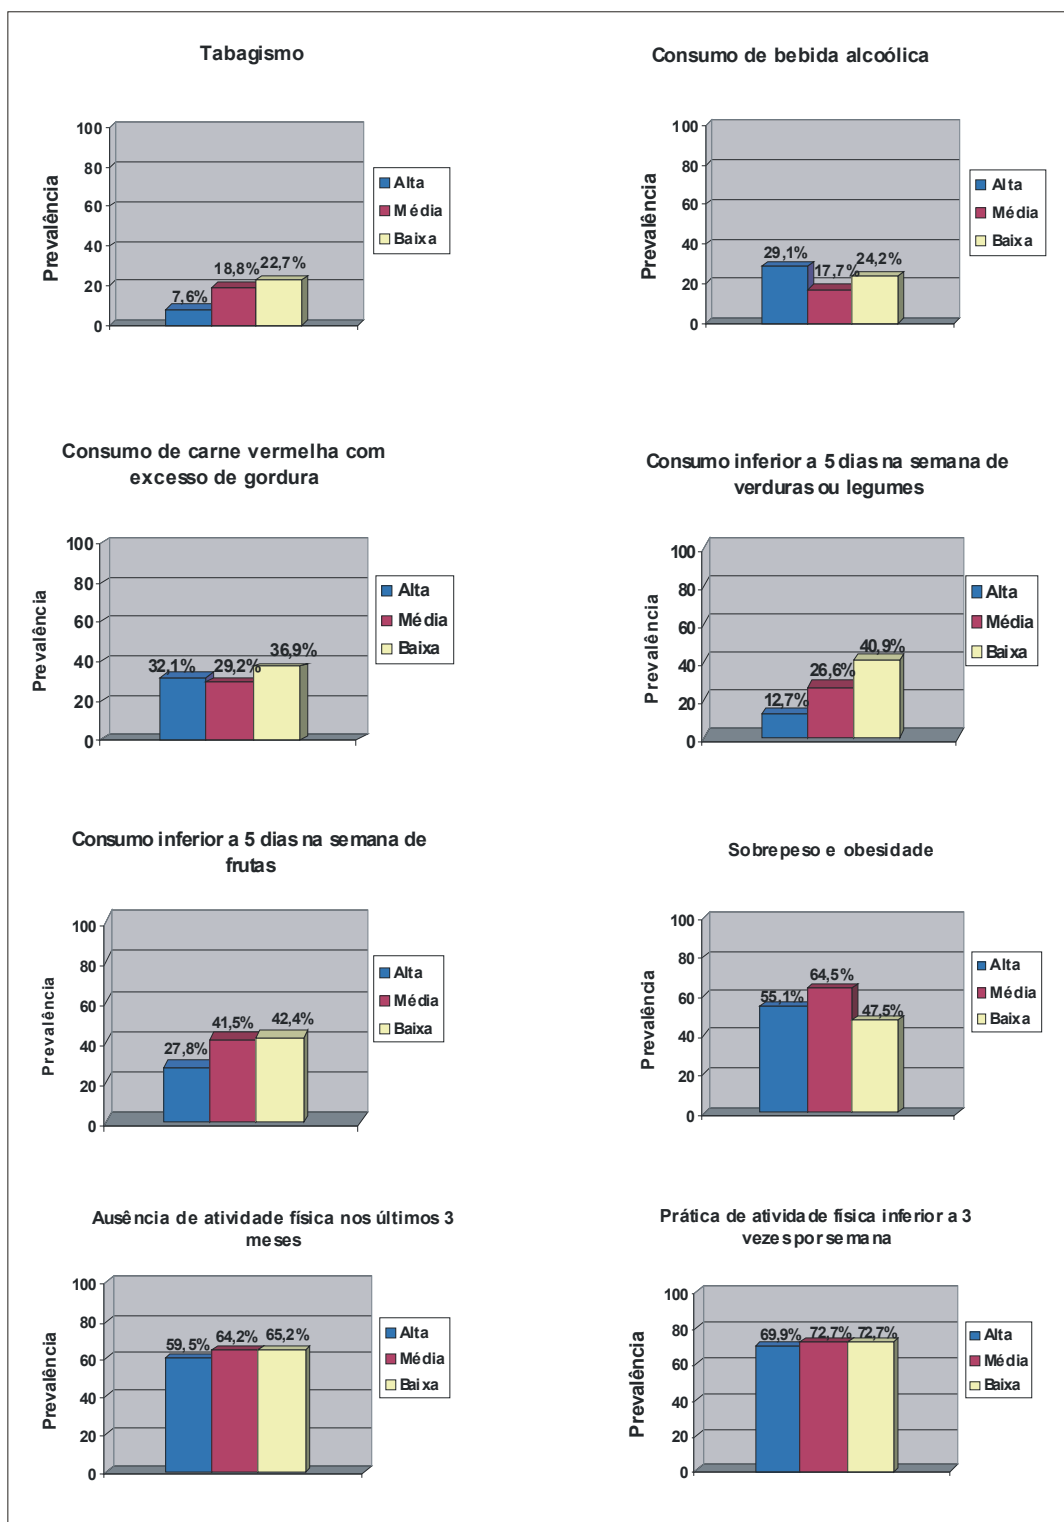 Tabagismo
Prevalência
100
80
60
40
20
0
7,6%
18,8%
22,7%
Alta
Média
Baixa
Consumo de bebida alcoólica
Prevalência
100
80
60
40
20
0
29,1%
17,7%
24,2%
Alta
Média
Baixa
Consumo de carne vermelha com
excesso de gordura
Prevalência
100
80
60
40
20
0
32,1%
29,2%
36,9%
Alta
Média
Baixa
Consumo inferior a 5 dias na semana de
verduras ou legumes
Prevalência
100
80
60
40
20
0
12,7%
26,6%
40,9%
Alta
Média
Baixa
Consumo inferior a 5 dias na semana de
frutas
Prevalência
100
80
60
40
20
0
27,8%
41,5%
42,4%
Alta
Média
Baixa
Sobrepeso e obesidade
Prevalência
100
80
60
40
20
0
55,1%
64,5%
47,5%
Alta
Média
Baixa
Ausência de atividade física nos últimos 3
meses
Prevalência
100
80
60
40
20
0
59,5%
64,2%
65,2%
Alta
Média
Baixa
Prática de atividade física inferior a 3
vezes por semana
Prevalência
100
80
60
40
20
0
69,9%
72,7%
72,7%
Alta
Média
Baixa